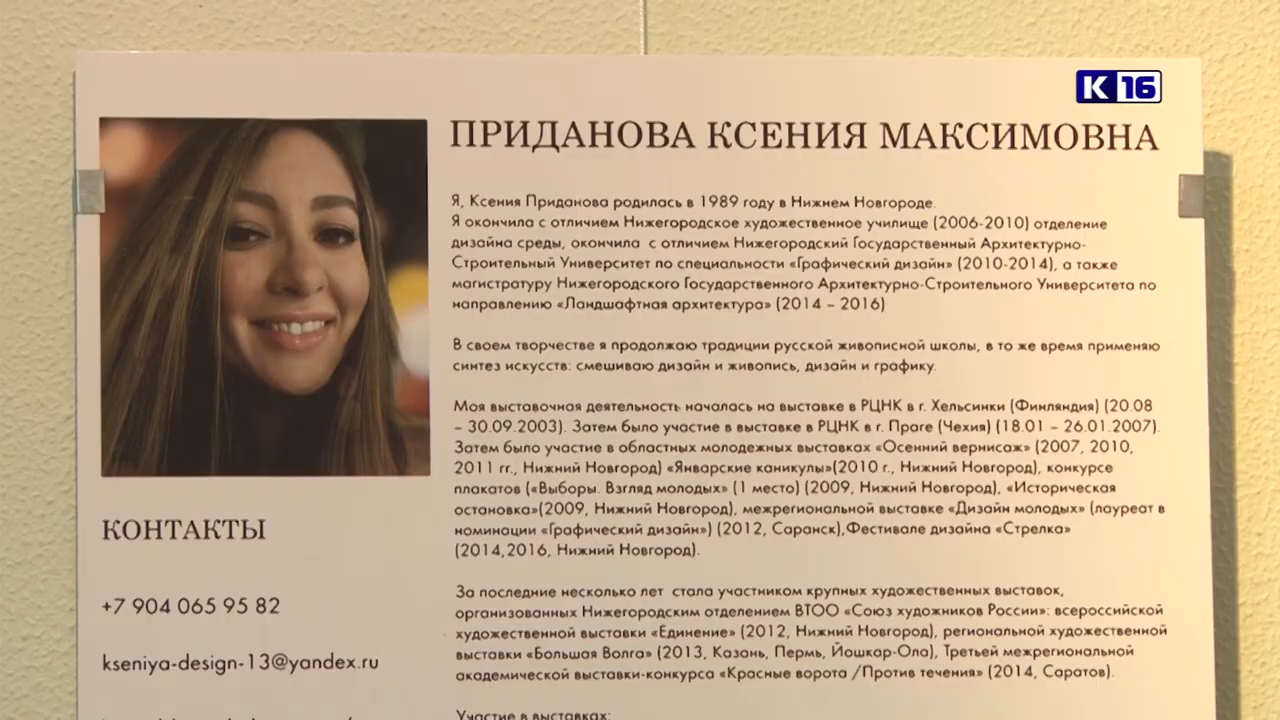 К 16
ПРИДАНОВА КСЕНИЯ МАКСИМОВНА
Я, Ксения Приданова родилась в 1989 году в Нижнем Новгороде.
Я окончила с отличием Нижегородское художественное училище (2006-2010) отделение
дизайна среды, окончила с отличием Нижегородский Государственный Архитектурно-
Строительный Университет по специальности «Графический дизайн» (2010-2014), а также
магистратуру Нижегородского Государственного Архитектурно-Строительного Университета по
направлению «Ландшафтная архитектура» (2014 – 2016)
В своем творчестве я продолжаю традиции русской живописной школы, в то же время применяю
синтез искусств: смешиваю дизайн и живопись, дизайн и графику.
Моя выставочная деятельность началась на выставке в РЦНК в г. Хельсинки (Финляндия) (20.08
– 30.09.2003). Затем было участие в выставке в РЦНК в г. Праге (Чехия) (18.01 – 26.01.2007).
Затем было участие в областных молодежных выставках «Осенний вернисаж» (2007, 2010,
2011 гг., Нижний Новгород) «Январские каникулы»(2010 г., Нижний Новгород), конкурсе
плакатов («Выборы. Взгляд молодых» (1 место) (2009, Нижний Новгород), «Историческая
остановка»(2009, Нижний Новгород), межрегиональной выставке «Дизайн молодых» (лауреат в
номинации «Графический дизайн») (2012, Саранск),Фестивале дизайна «Стрелка»
(2014,2016, Нижний Новгород).
За последние несколько лет стала участником крупных художественных выставок,
организованных Нижегородским отделением ВТОО «Союз художников России»: всероссийской
художественной выставки «Единение» (2012, Нижний Новгород), региональной художественной
выставки «Большая Волга» (2013, Казань, Пермь, Йошкар-Ола), Третьей межрегиональной
академической выставки-конкурса «Красные ворота /Против течения» (2014, Саратов).
Участие в выставках:
КОНТАКТЫ
+7 904 065 95 82
kseniya-design-13@yandex.ru